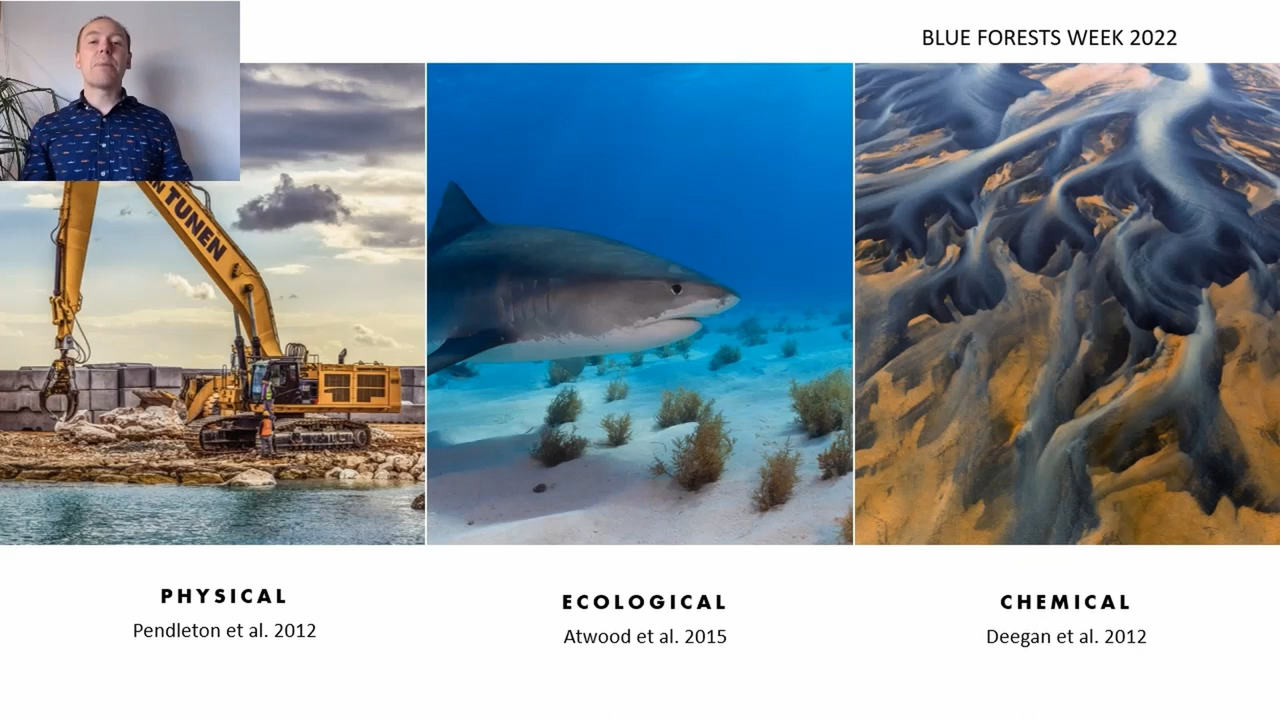 BLUE FORESTS WEEK 2022
N TUNEN
PHYSICAL
Pendleton et al. 2012
ECOLOGICAL
Atwood et al. 2015
CHEMICAL
Deegan et al. 2012